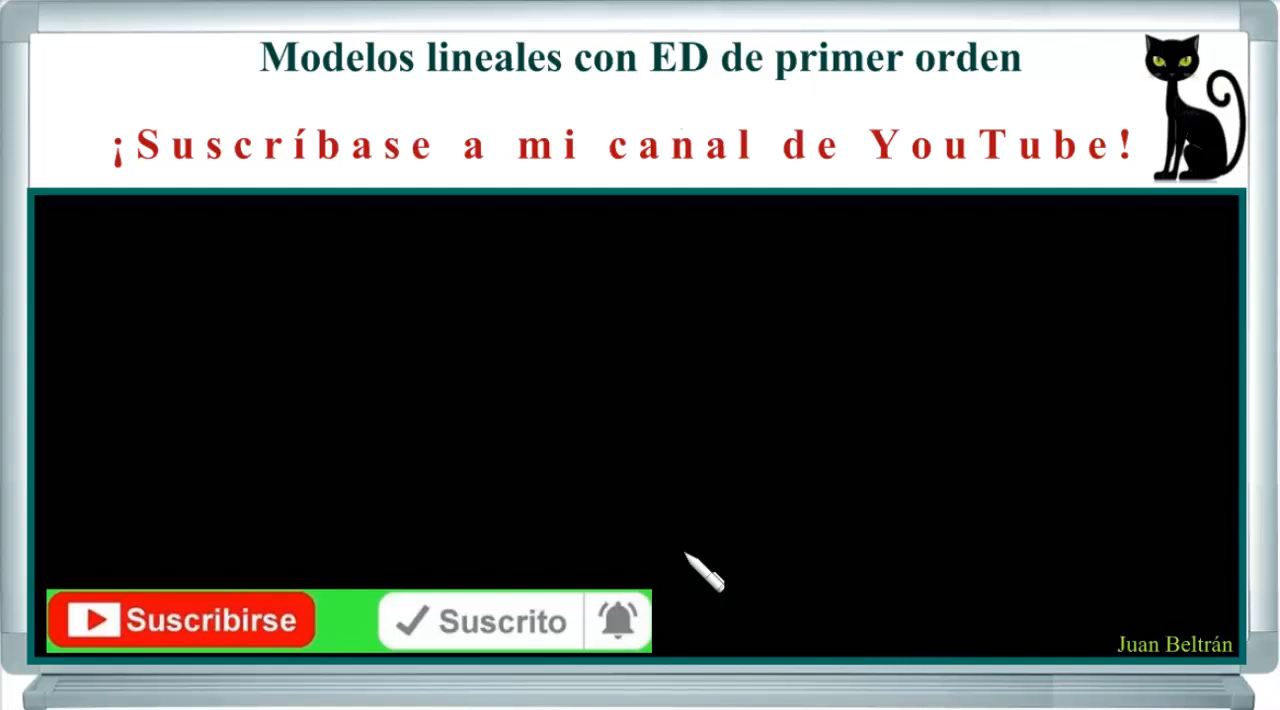 Modelos lineales con ED de primer orden
¡Suscríbase a mi canal de YouTube!
Suscribirse
Suscrito
Juan Beltrán